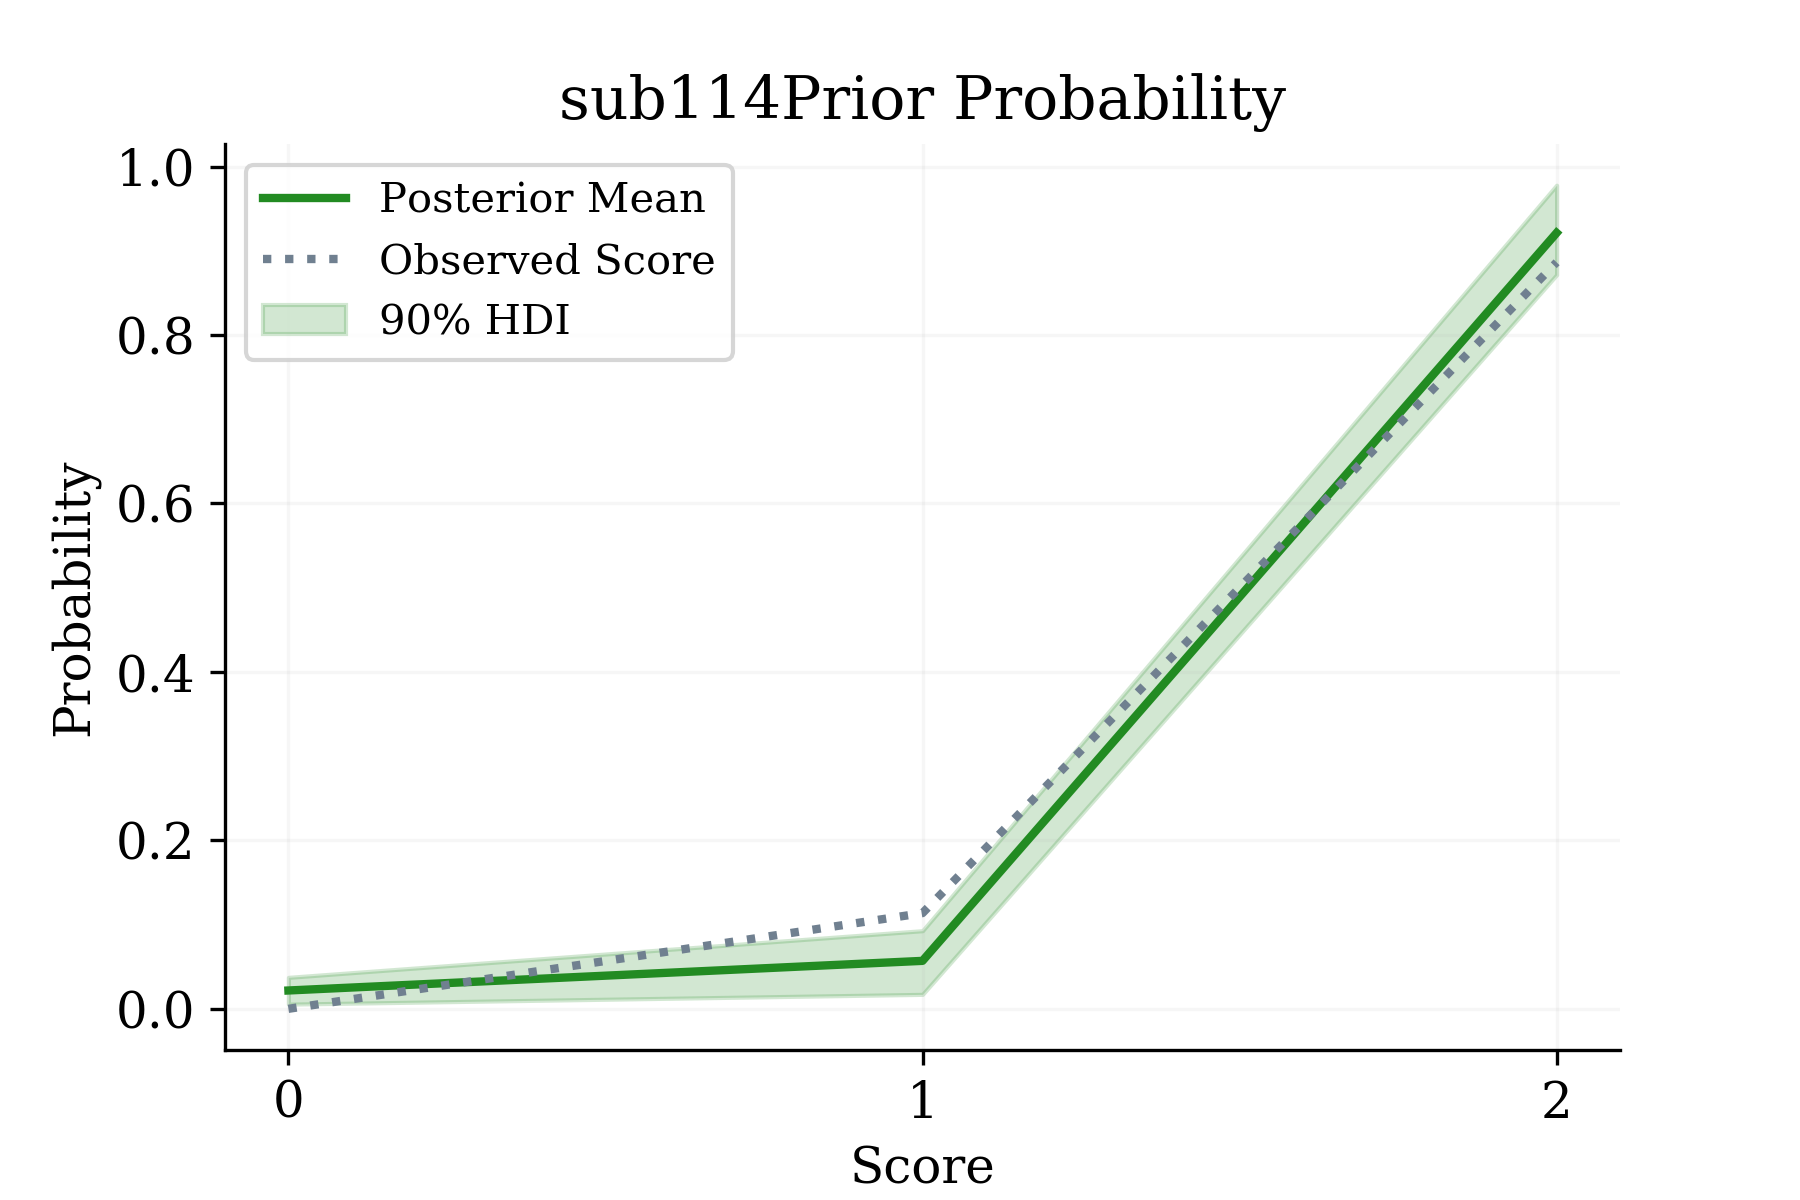 sub114Prior Probability
Posterior Mean
Observed Score
90% HDI
1.0
0.8
0.6
0.4
0.2
0.0
Probability
0
1
2
Score